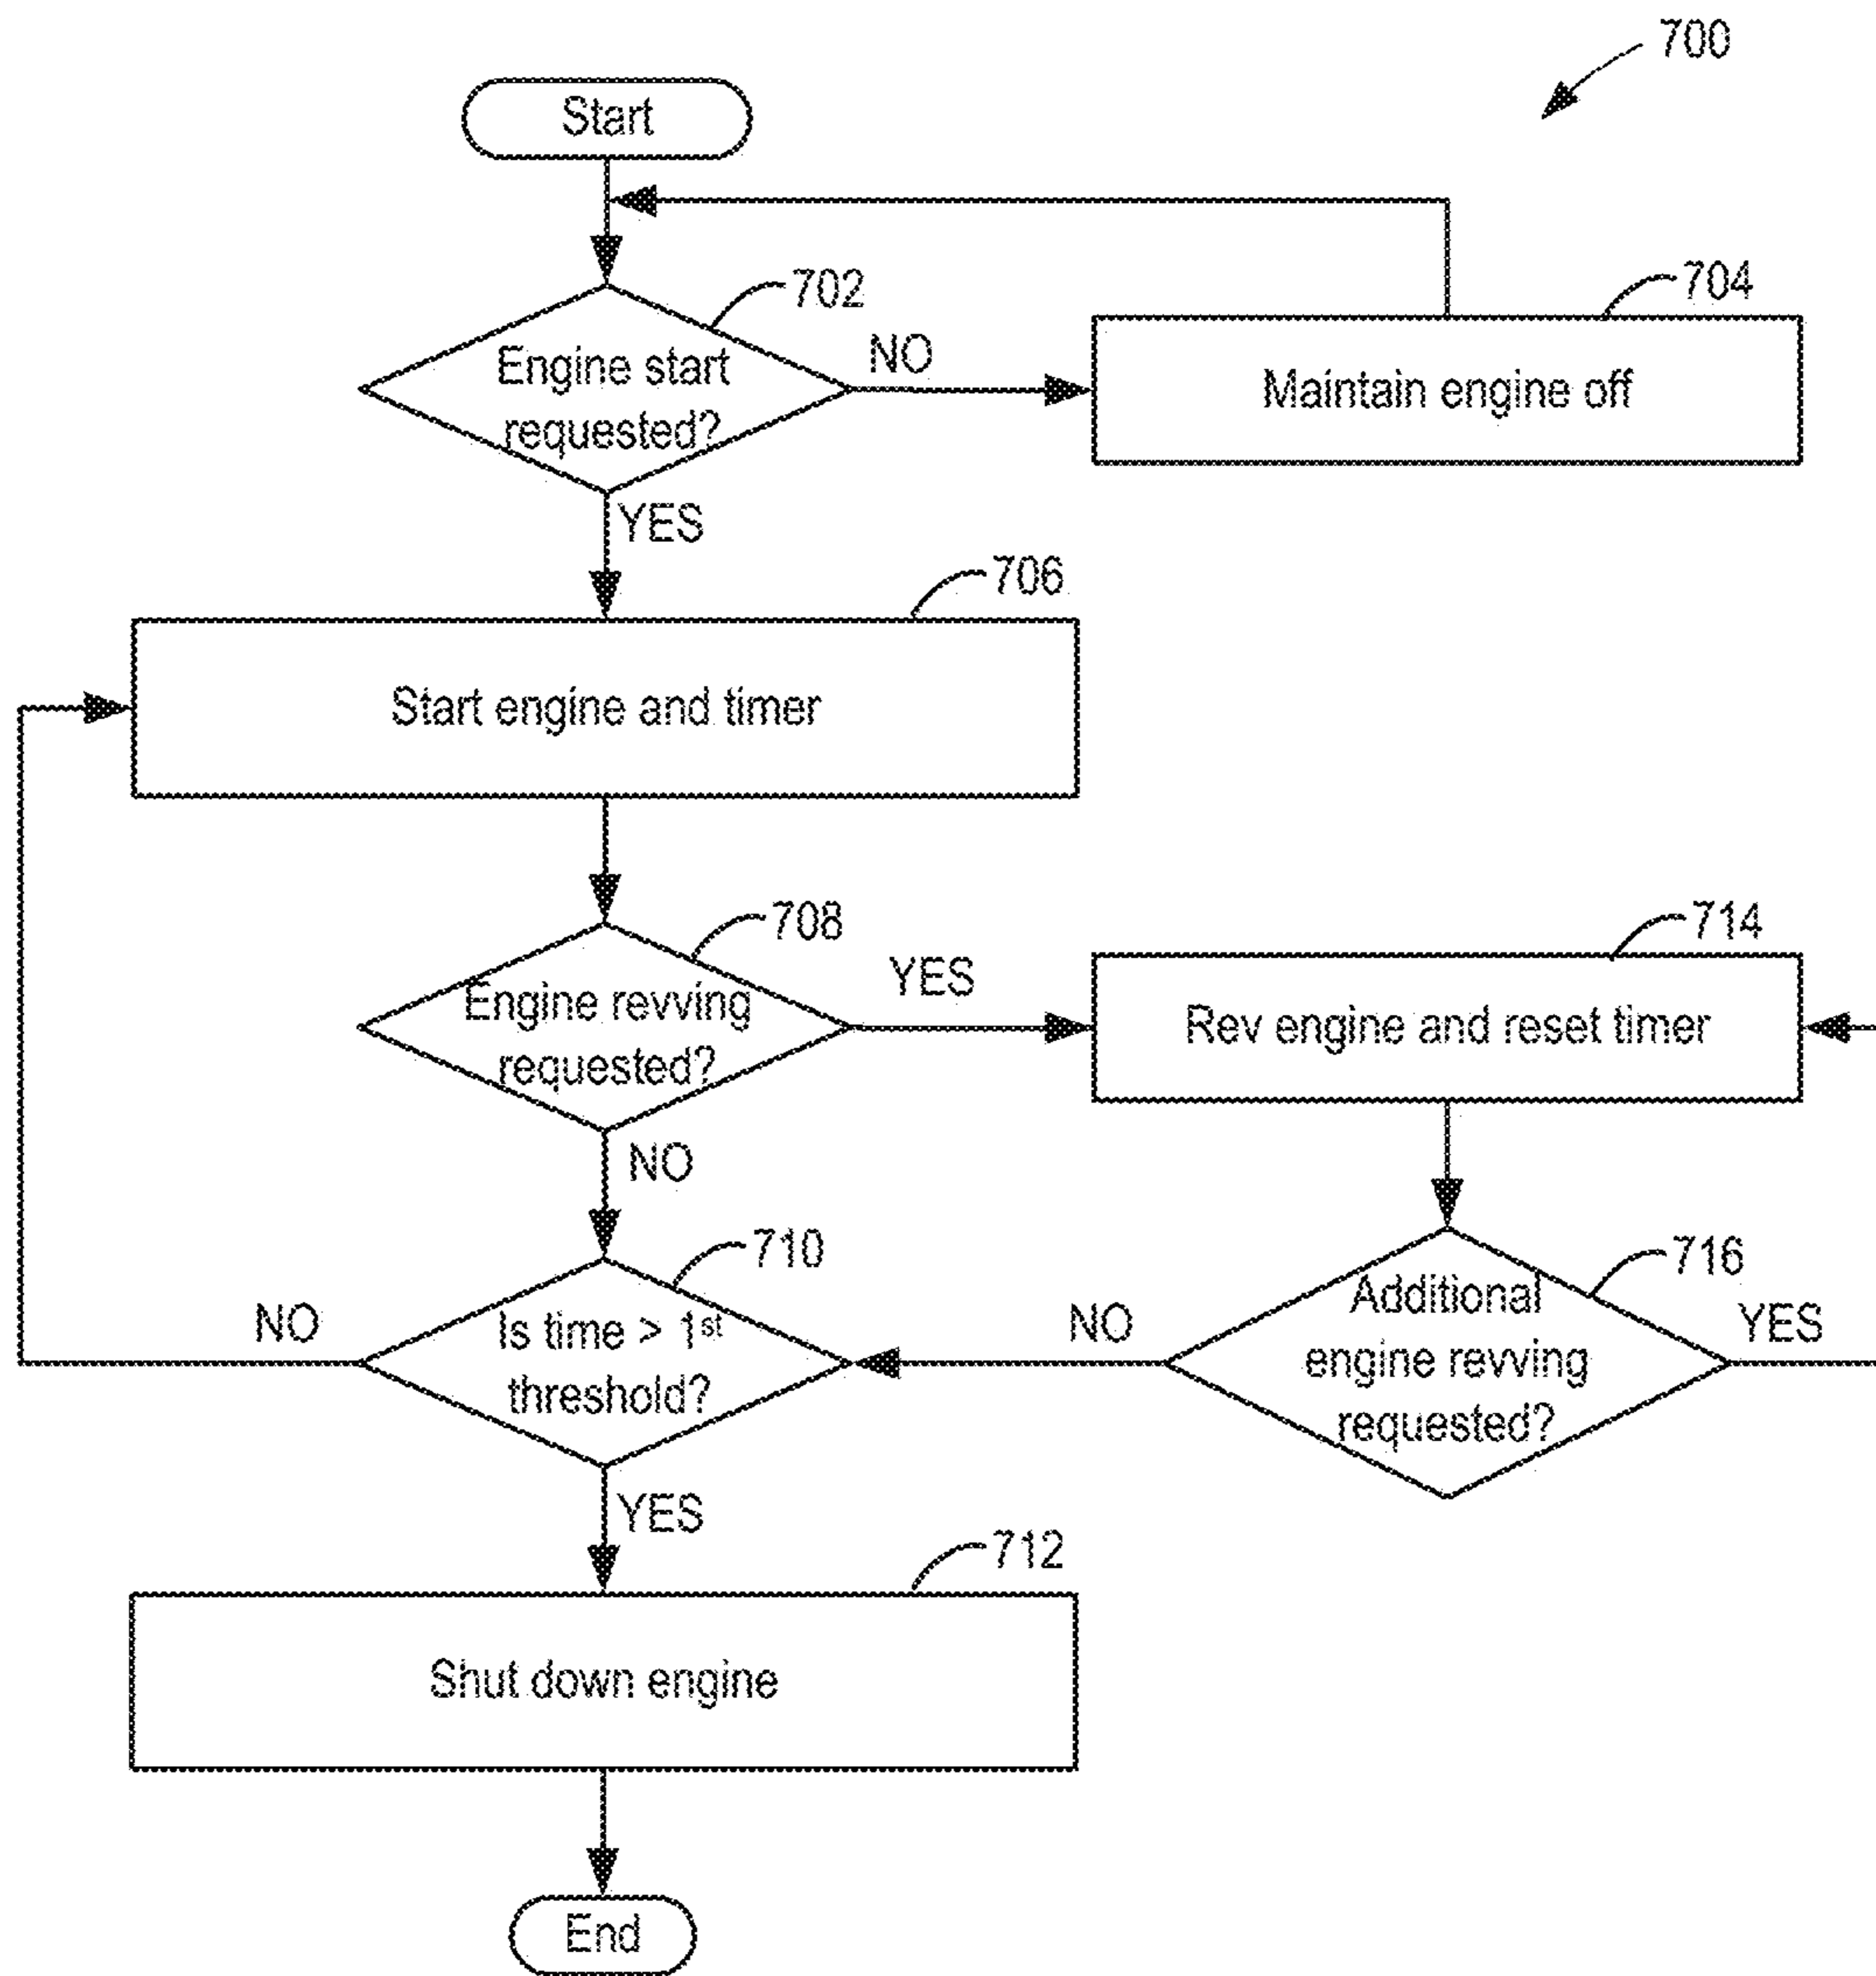 700
Start
702
704
Engine start
requested?
NO
Maintain engine off
YES
706
Start engine and timer
708
714
Engine revving
requested?
YES
Rev engine and reset timer
NO
710
716
NO
Is time > 1st
threshold?
NO
Additional
engine revving
requested?
YES
YES
712
Shut down engine
End